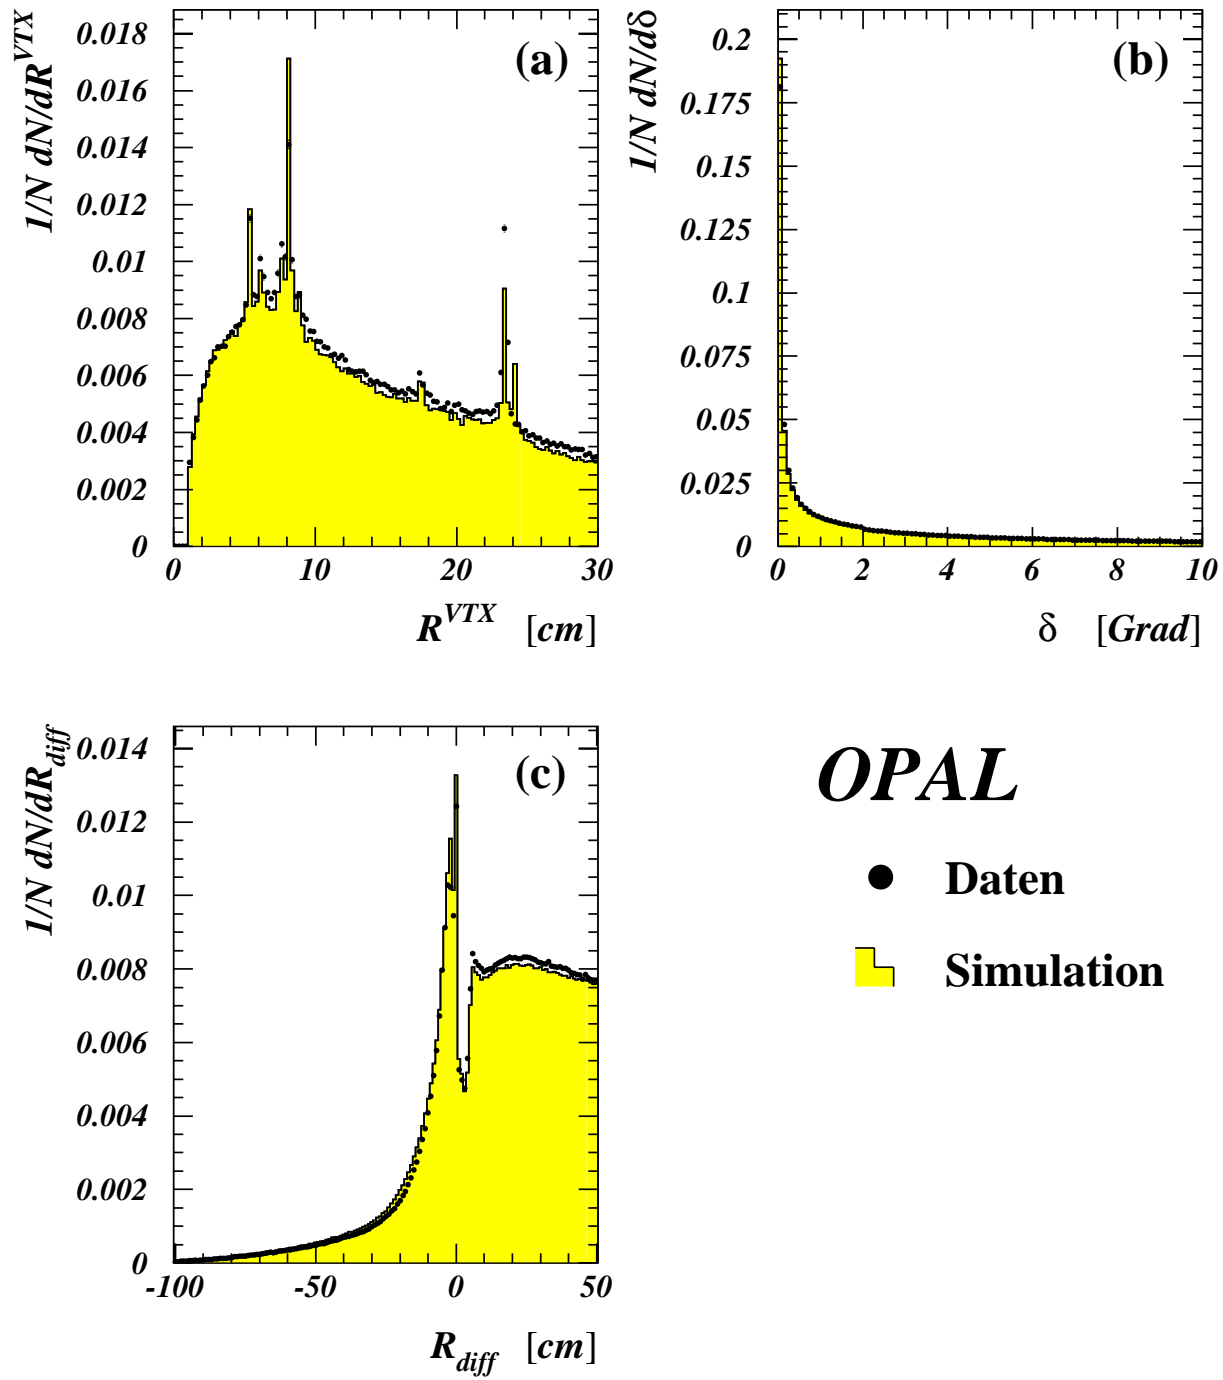 1/N dN/dR^VTX
0.018
0.016
0.014
0.012
0.01
0.008
0.006
0.004
0.002
0
(a)
0 10 20 30
R^VTX [cm]
1/N dN/dδ
0.2
0.175
0.15
0.125
0.1
0.075
0.05
0.025
0
(b)
0 2 4 6 8 10
δ [Grad]
1/N dN/dR_diff
0.014
0.012
0.01
0.008
0.006
0.004
0.002
0
(c)
-100 -50 0 50
R_diff [cm]
OPAL
Daten
Simulation